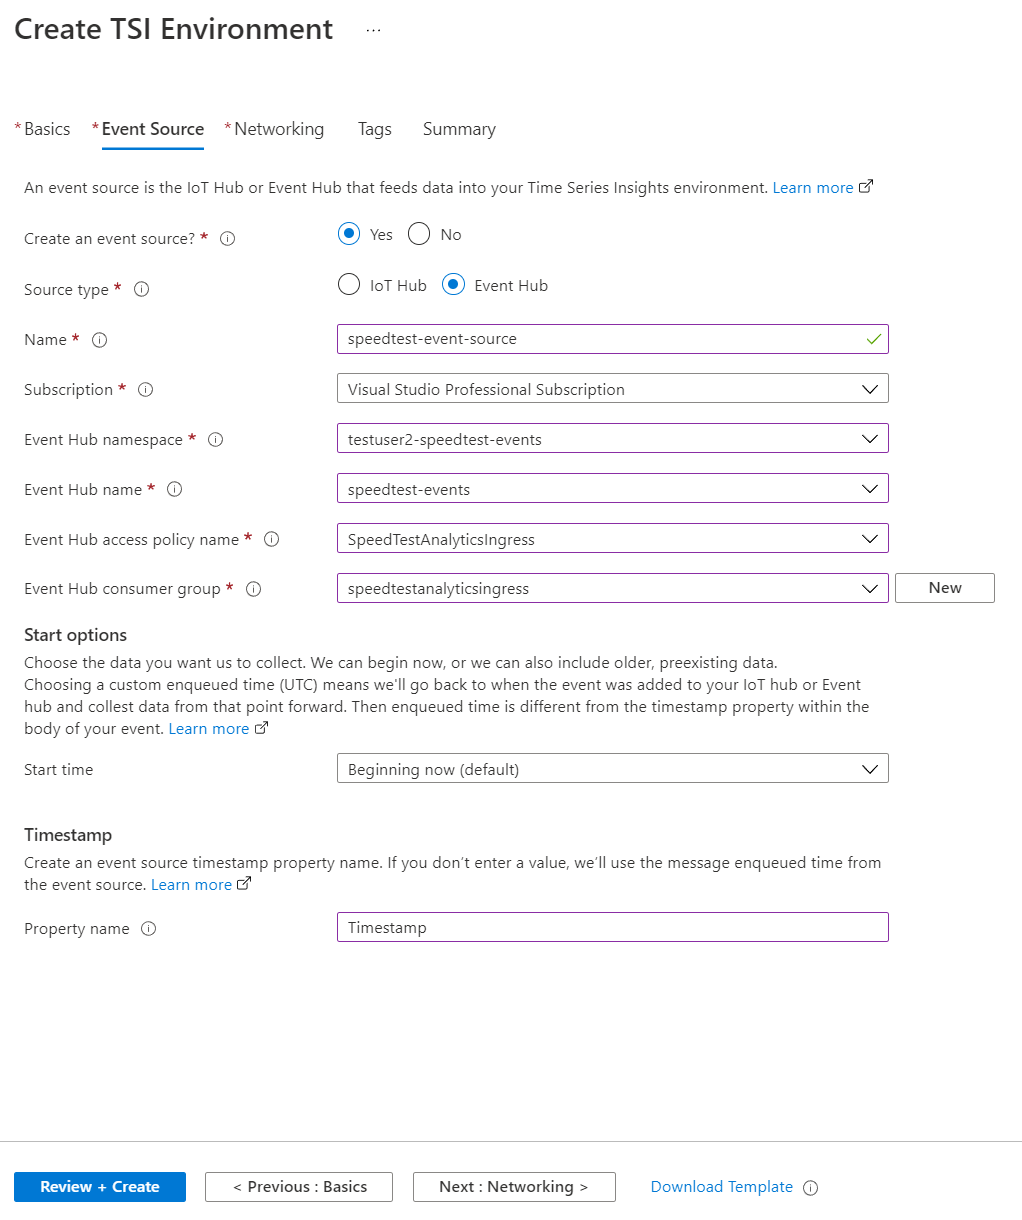 Create TSI Environment ...
* Basics * Event Source * Networking Tags Summary
An event source is the IoT Hub or Event Hub that feeds data into your Time Series Insights environment. Learn more
Create an event source? * Yes No
Source type * IoT Hub Event Hub
Name * speedtest-event-source
Subscription * Visual Studio Professional Subscription
Event Hub namespace * testuser2-speedtest-events
Event Hub name * speedtest-events
Event Hub access policy name * SpeedTestAnalyticsIngress
Event Hub consumer group * speedtestanalyticsingress New
Start options
Choose the data you want us to collect. We can begin now, or we can also include older, preexisting data.
Choosing a custom enqueued time (UTC) means we'll go back to when the event was added to your IoT hub or Event
hub and collest data from that point forward. Then enqueued time is different from the timestamp property within the
body of your event. Learn more
Start time Beginning now (default)
Timestamp
Create an event source timestamp property name. If you don't enter a value, we'll use the message enqueued time from
the event source. Learn more
Property name Timestamp
Review + Create < Previous : Basics Next : Networking > Download Template